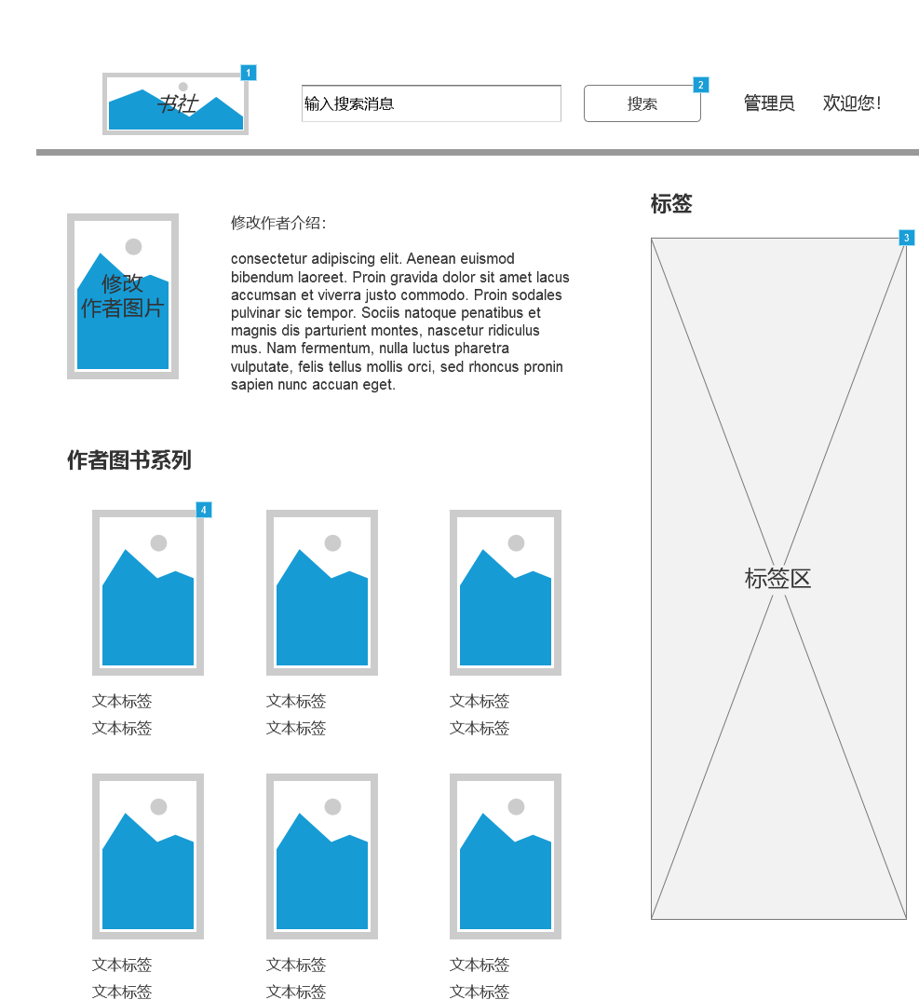 1
书社
输入搜索消息
搜索
2
管理员 欢迎您!
标签
3
修改
作者图片
修改作者介绍:
consectetur adipiscing elit. Aenean euismod
bibendum laoreet. Proin gravida dolor sit amet lacus
accumsan et viverra justo commodo. Proin sodales
pulvinar sic tempor. Sociis natoque penatibus et
magnis dis parturient montes, nascetur ridiculus
mus. Nam fermentum, nulla luctus pharetra
vulputate, felis tellus mollis orci, sed rhoncus pronin
sapien nunc accuan eget.
标签区
作者图书系列
4
文本标签 文本标签 文本标签
文本标签 文本标签 文本标签
文本标签 文本标签 文本标签
文本标签 文本标签 文本标签